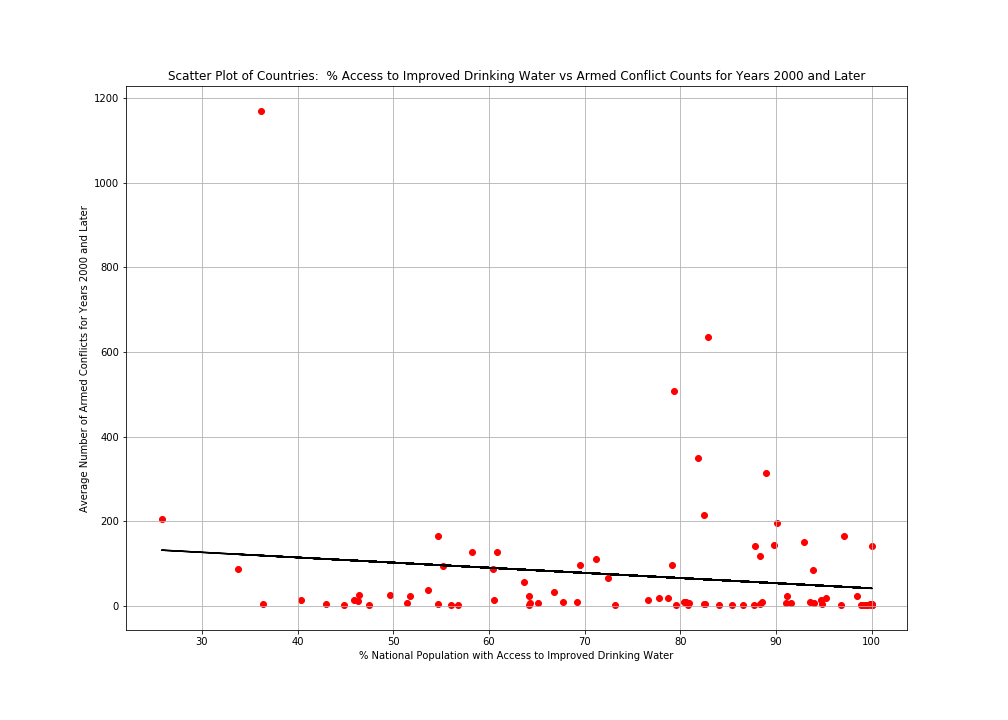 Scatter Plot of Countries:  % Access to Improved Drinking Water vs Armed Conflict Counts for Years 2000 and Later
Average Number of Armed Conflicts for Years 2000 and Later
1200
1000
800
600
400
200
0
30 40 50 60 70 80 90 100
% National Population with Access to Improved Drinking Water